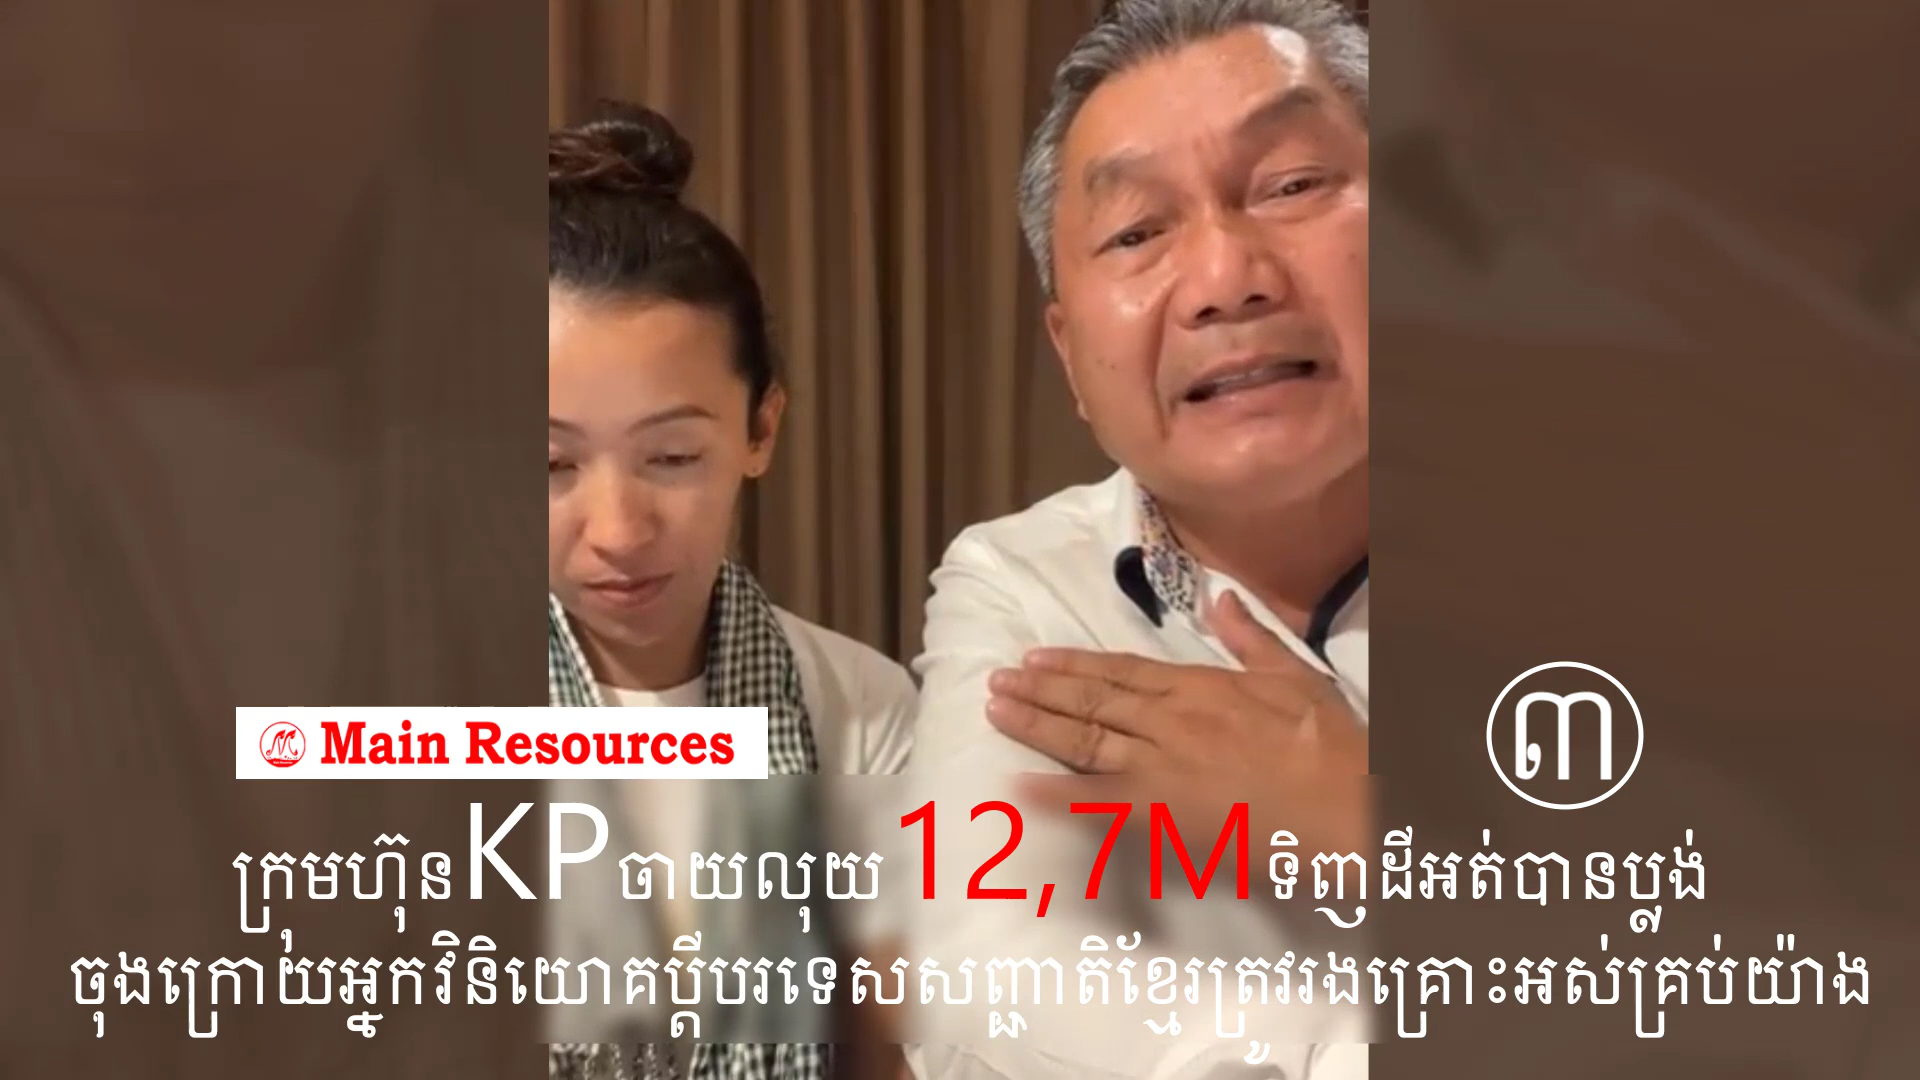 Main Resources
៣
ក្រុមហ៊ុនKPចាយលុយ12,7Mទិញដីអត់បានប្លង់
ចុងក្រោយអ្នកវិនិយោគប្តីបរទេសសញ្ជាតិខ្មែរត្រូវរងគ្រោះអស់គ្រប់យ៉ាង